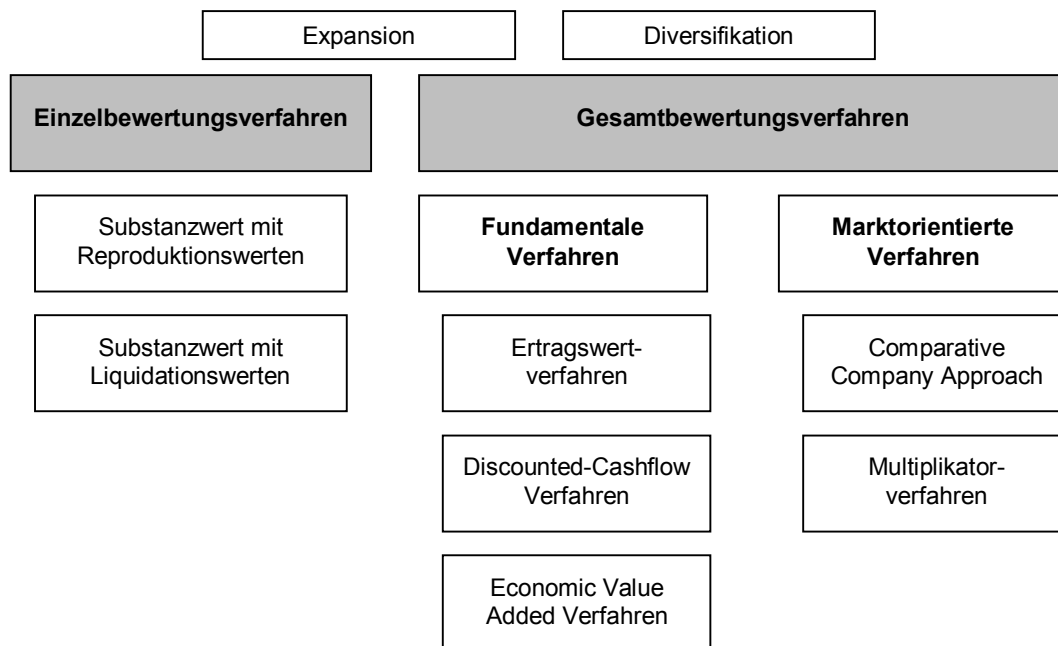 Expansion
Diversifikation
Einzelbewertungsverfahren
Gesamtbewertungsverfahren
Substanzwert mit
Reproduktionswerten
Fundamentale
Verfahren
Marktorientierte
Verfahren
Substanzwert mit
Liquidationswerten
Ertragswert-
verfahren
Comparative
Company Approach
Discounted-Cashflow
Verfahren
Multiplikator-
verfahren
Economic Value
Added Verfahren